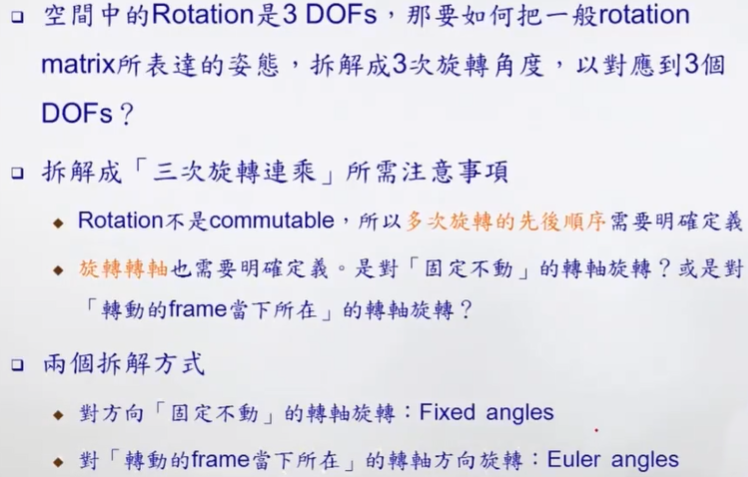 空間中的Rotation是3 DOFs，那要如何把一般rotation
matrix所表達的姿態，拆解成3次旋轉角度，以對應到3個
DOFs？
拆解成「三次旋轉連乘」所需注意事項
Rotation不是commutable，所以多次旋轉的先後順序需要明確定義
旋轉轉軸也需要明確定義。是對「固定不動」的轉軸旋轉？或是對
「轉動的frame當下所在」的轉軸旋轉？
兩個拆解方式
對方向「固定不動」的轉軸旋轉：Fixed angles
對「轉動的frame當下所在」的轉軸方向旋轉：Euler angles